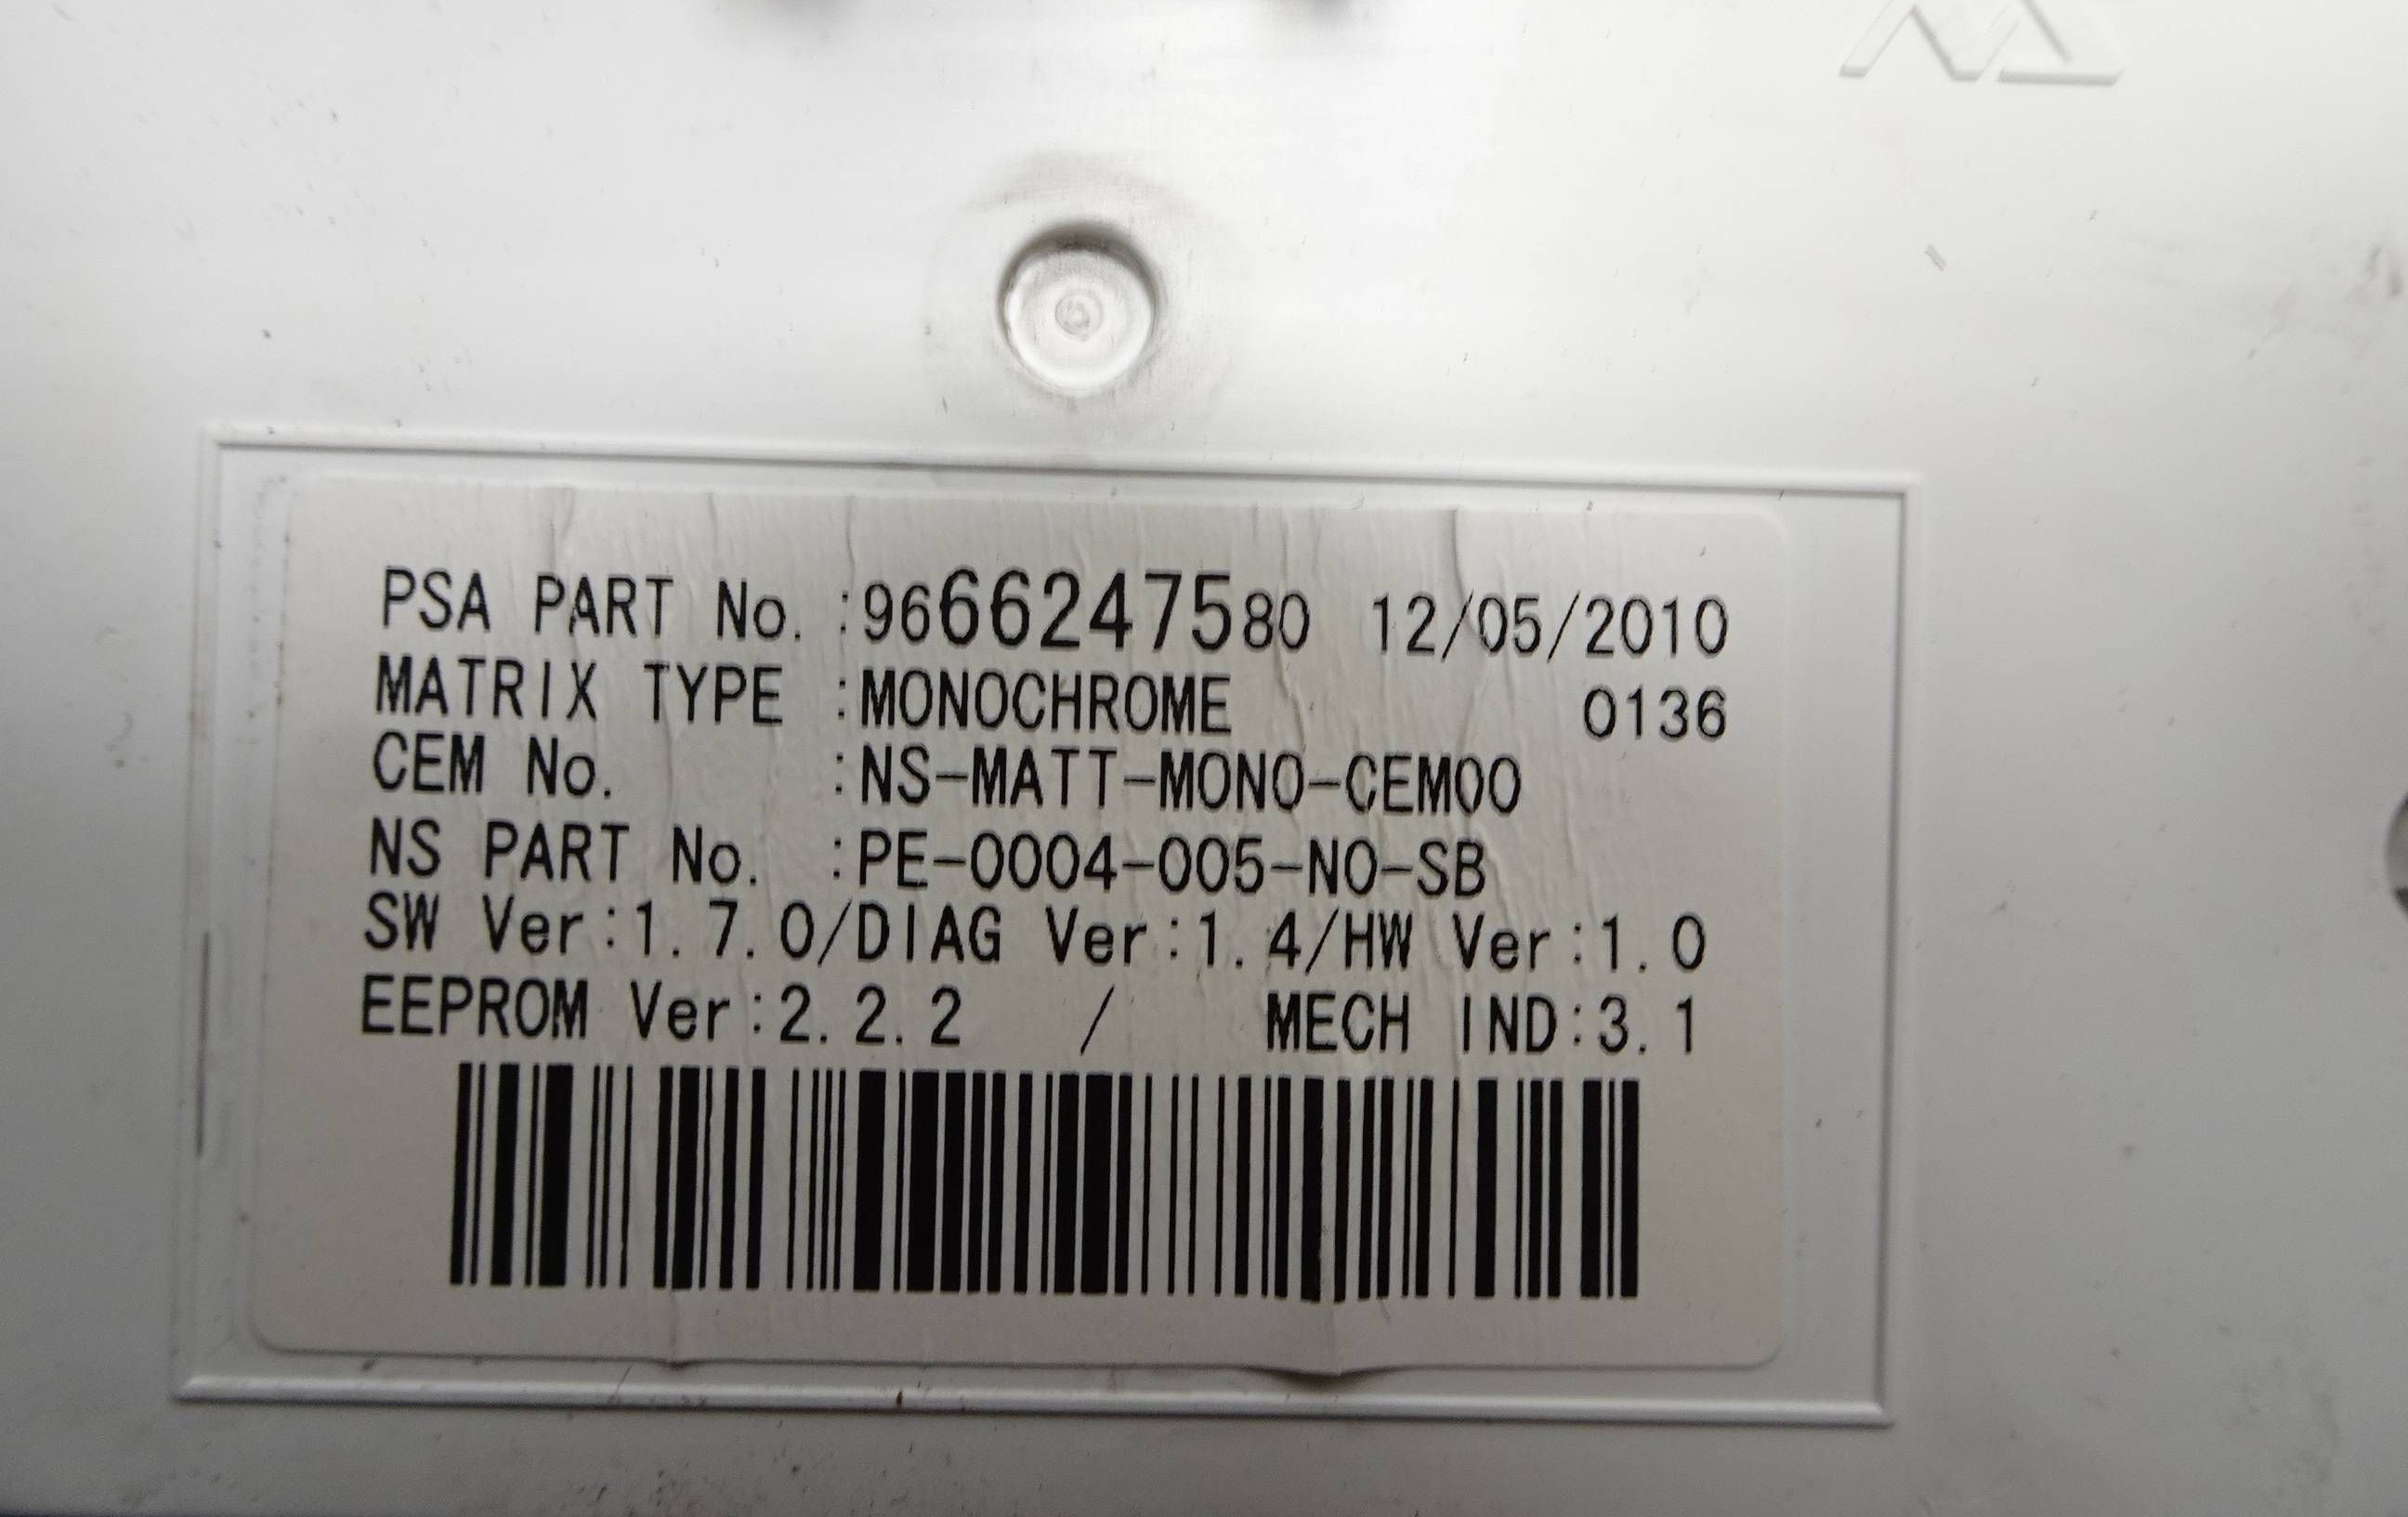 PSA PART No. :9666247580 12/05/2010
MATRIX TYPE :MONOCHROME 0136
CEM No. :NS-MATT-MONO-CEM00
NS PART No. :PE-0004-005-NO-SB
SW Ver:1.7.0/DIAG Ver:1.4/HW Ver:1.0
EEPROM Ver:2.2.2 / MECH IND:3.1